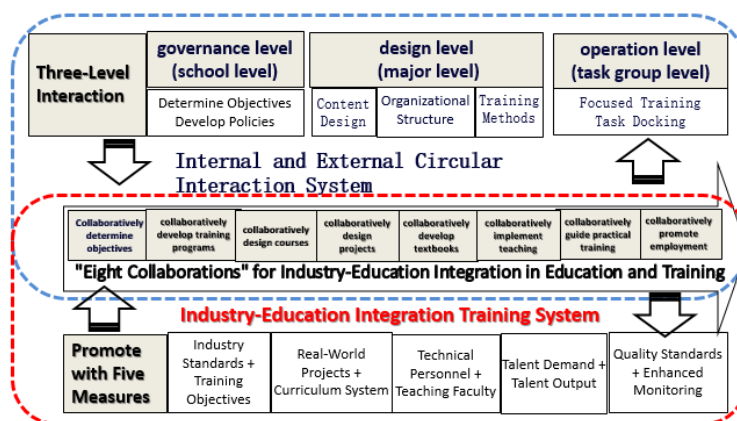 Three-Level
Interaction
governance level
(school level)
Determine Objectives
Develop Policies
design level
(major level)
Content
Design
Organizational
Structure
Training
Methods
operation level
(task group level)
Focused Training
Task Docking
Internal and External Circular
Interaction System
Collaboratively
determine
objectives
collaboratively
develop training
programs
collaboratively
design courses
collaboratively
design
projects
collaboratively
develop
textbooks
collaboratively
implement
teaching
collaboratively
guide practical
training
collaboratively
promote
employment
"Eight Collaborations" for Industry-Education Integration in Education and Training
Industry-Education Integration Training System
Promote
with Five
Measures
Industry
Standards +
Training
Objectives
Real-World
Projects +
Curriculum System
Technical
Personnel +
Teaching Faculty
Talent Demand +
Talent Output
Quality Standards
+ Enhanced
Monitoring